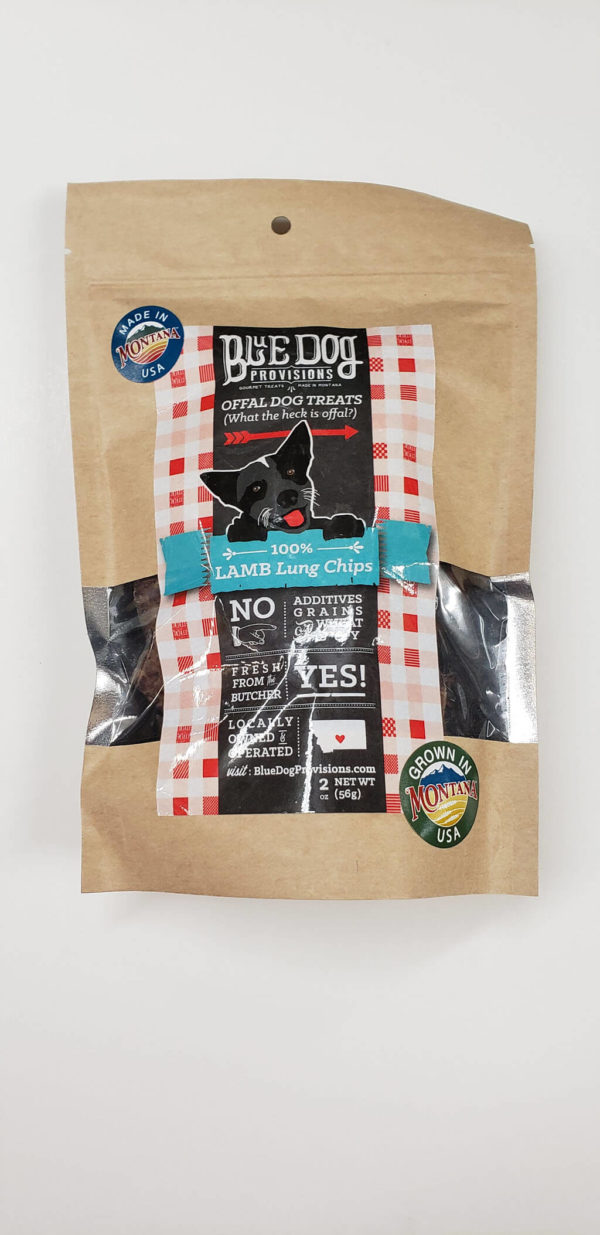 MADE IN
MONTANA
USA
BLUE DOG
PROVISIONS
GOURMET TREATS MADE IN MONTANA
OFFAL DOG TREATS
(What the heck is offal?)
100%
LAMB Lung Chips
NO
ADDITIVES
GRAINS
WHEAT
FRESH
FROM the
BUTCHER
YES!
LOCALLY
OWNED &
OPERATED
visit: BlueDogProvisions.com
2 OZ NET WT
(56g)
GROWN IN
MONTANA
USA